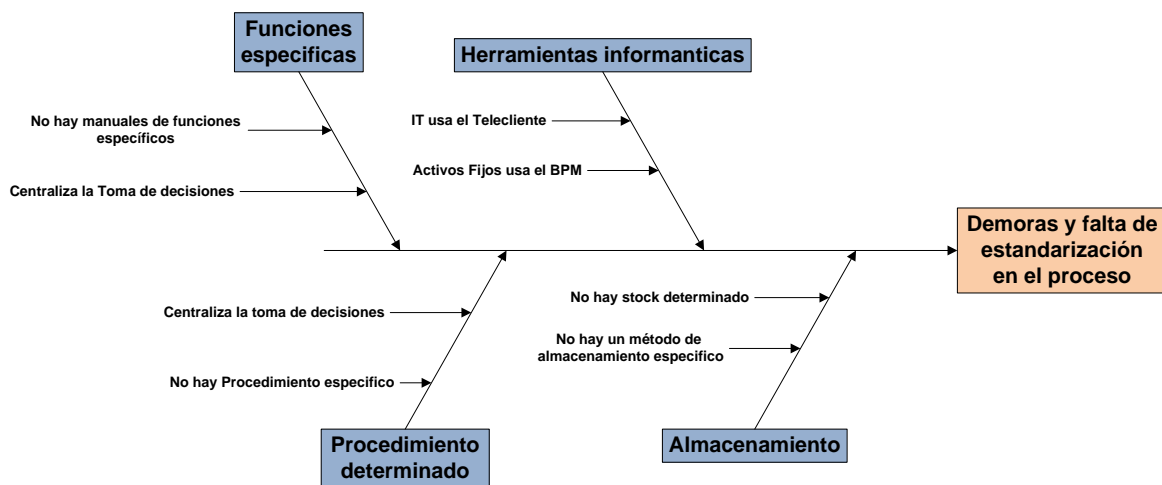 Funciones
especificas
Herramientas informanticas
No hay manuales de funciones
específicos
Centraliza la Toma de decisiones
IT usa el Telecliente
Activos Fijos usa el BPM
Demoras y falta de
estandarización
en el proceso
Centraliza la toma de decisiones
No hay Procedimiento especifico
No hay stock determinado
No hay un método de
almacenamiento especifico
Procedimiento
determinado
Almacenamiento